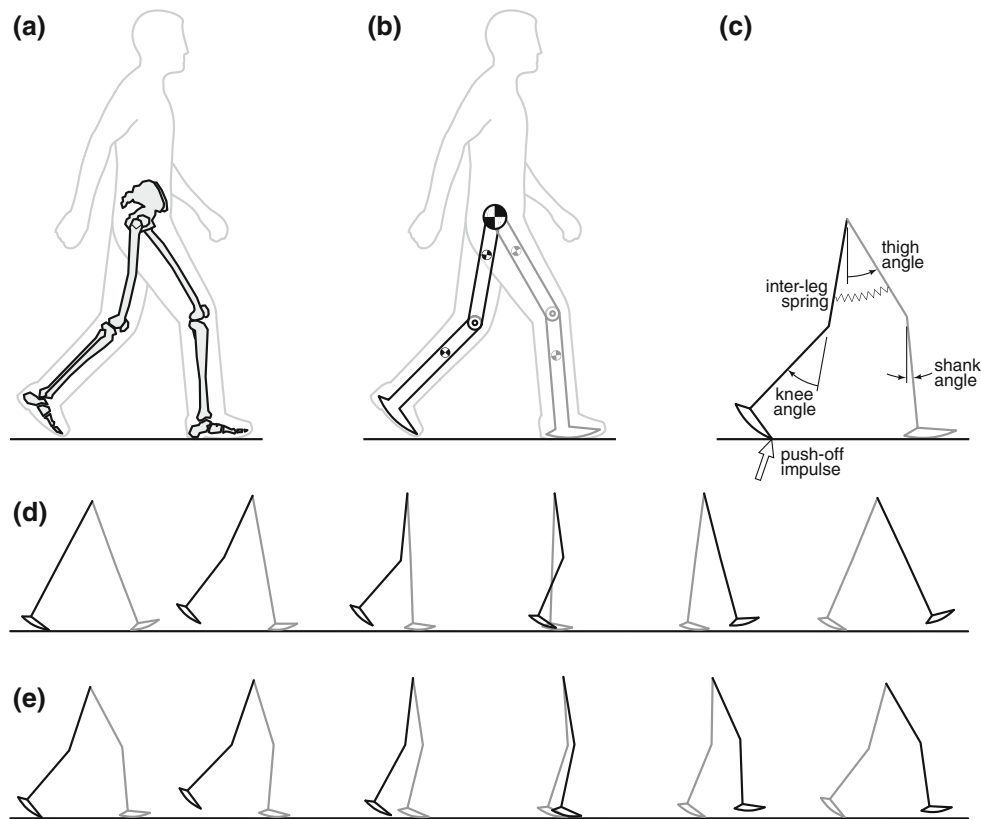 (a)
(b)
(c)
thigh
angle
inter-leg
spring
shank
angle
knee
angle
push-off
impulse
(d)
(e)